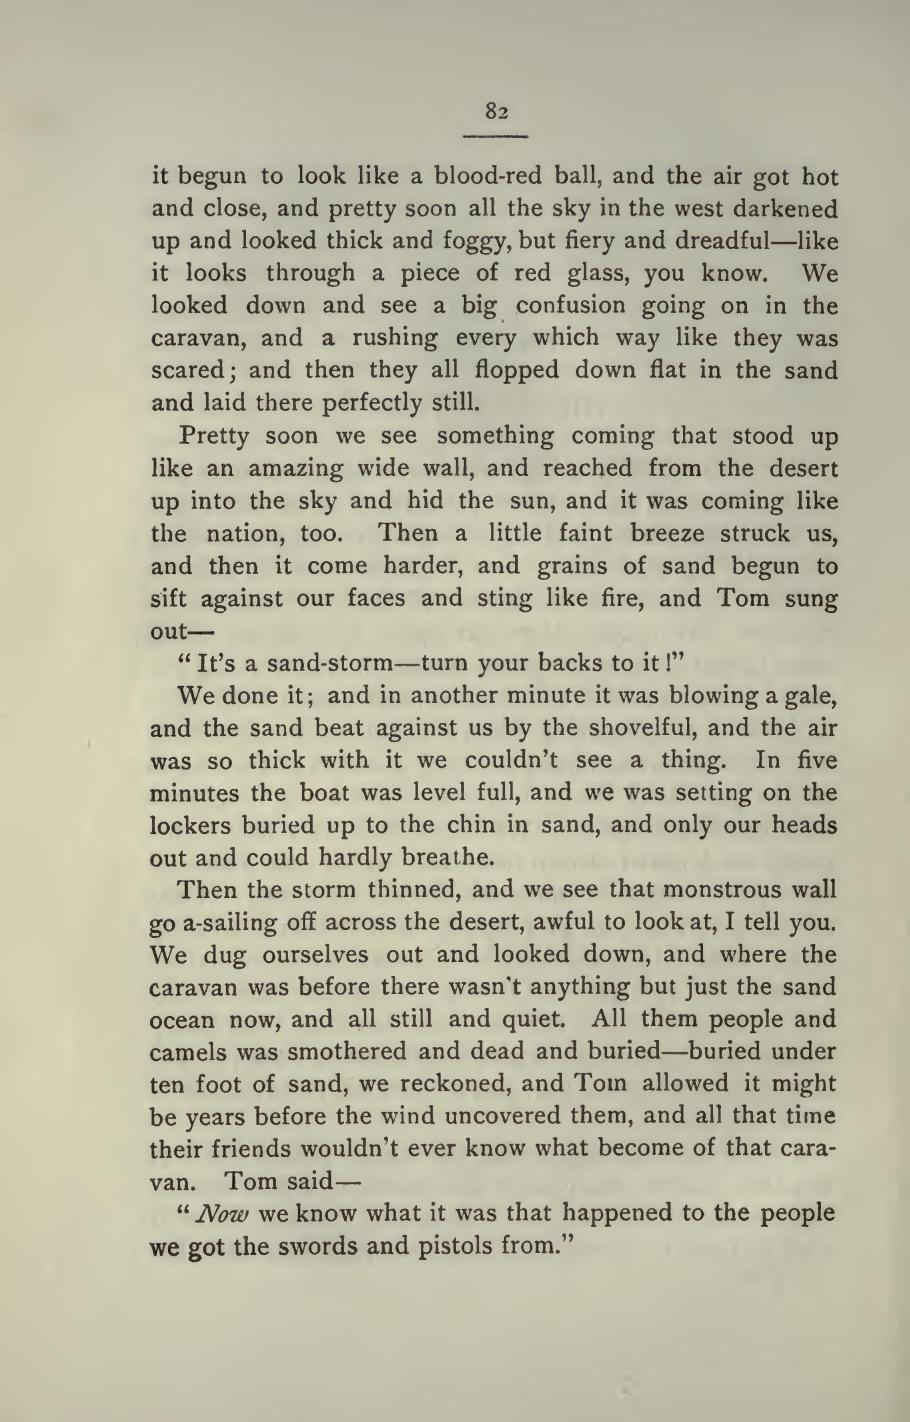 82
it begun to look like a blood-red ball, and the air got hot
and close, and pretty soon all the sky in the west darkened
up and looked thick and foggy, but fiery and dreadful—like
it looks through a piece of red glass, you know. We
looked down and see a big confusion going on in the
caravan, and a rushing every which way like they was
scared; and then they all flopped down flat in the sand
and laid there perfectly still.
Pretty soon we see something coming that stood up
like an amazing wide wall, and reached from the desert
up into the sky and hid the sun, and it was coming like
the nation, too. Then a little faint breeze struck us,
and then it come harder, and grains of sand begun to
sift against our faces and sting like fire, and Tom sung
out—
"It's a sand-storm—turn your backs to it!"
We done it; and in another minute it was blowing a gale,
and the sand beat against us by the shovelful, and the air
was so thick with it we couldn't see a thing. In five
minutes the boat was level full, and we was setting on the
lockers buried up to the chin in sand, and only our heads
out and could hardly breathe.
Then the storm thinned, and we see that monstrous wall
go a-sailing off across the desert, awful to look at, I tell you.
We dug ourselves out and looked down, and where the
caravan was before there wasn't anything but just the sand
ocean now, and all still and quiet. All them people and
camels was smothered and dead and buried—buried under
ten foot of sand, we reckoned, and Tom allowed it might
be years before the wind uncovered them, and all that time
their friends wouldn't ever know what become of that cara-
van. Tom said—
"Now we know what it was that happened to the people
we got the swords and pistols from."